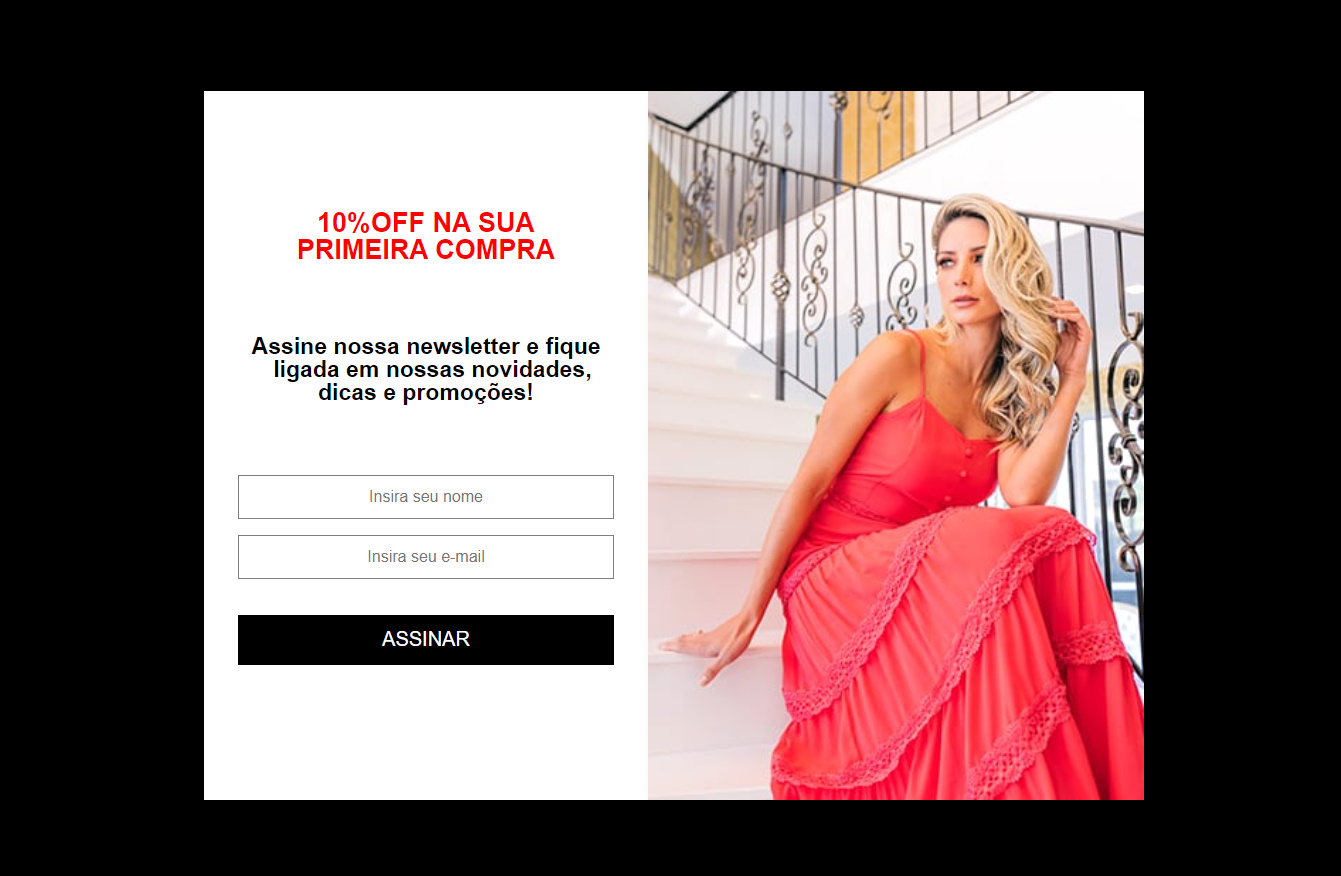 10%OFF NA SUA
PRIMEIRA COMPRA
Assine nossa newsletter e fique
ligada em nossas novidades,
dicas e promoções!
Insira seu nome
Insira seu e-mail
ASSINAR